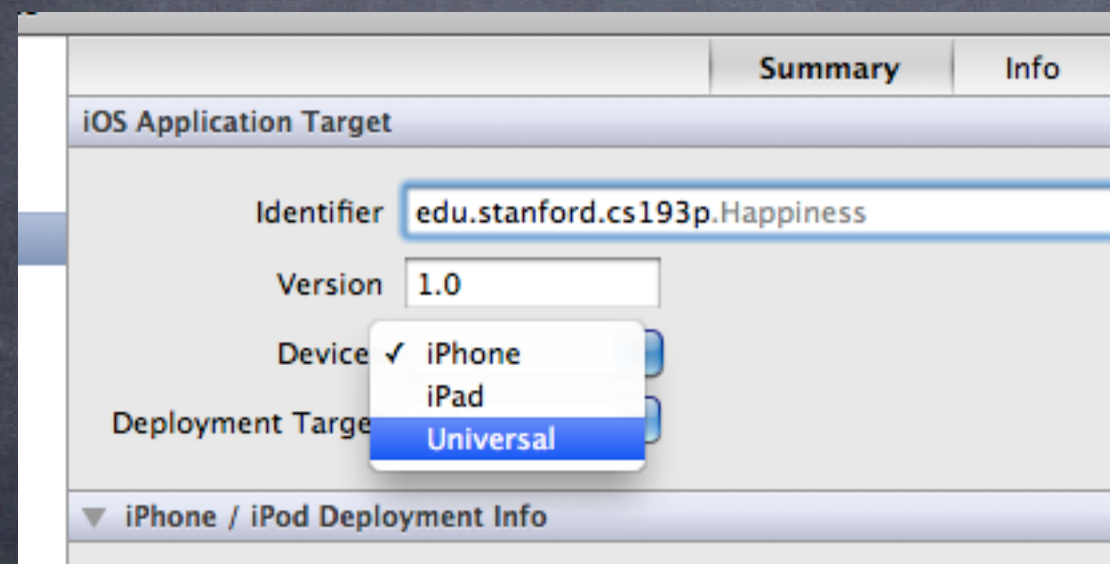 Summary Info
iOS Application Target
Identifier edu.stanford.cs193p.Happiness
Version 1.0
Device ✓ iPhone
iPad
Deployment Targe
Universal
▼ iPhone / iPod Deployment Info